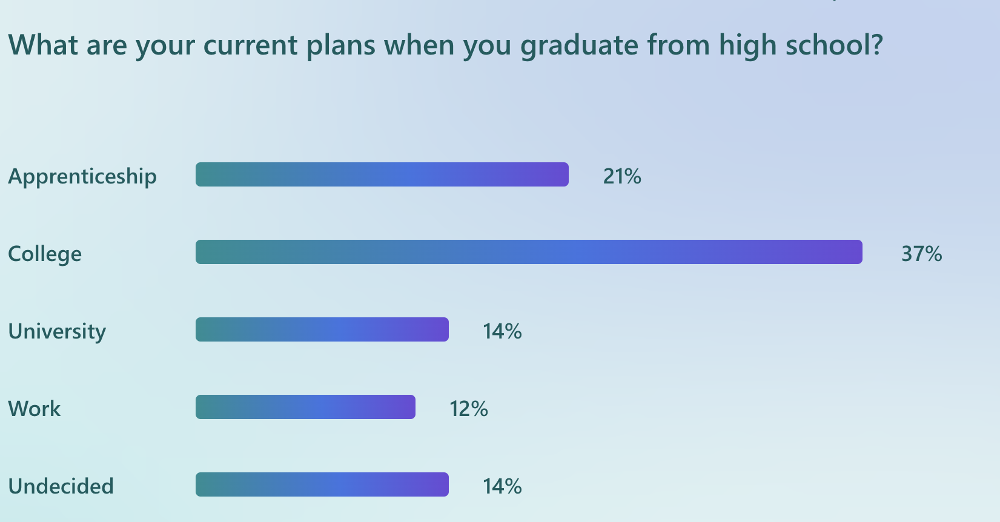 What are your current plans when you graduate from high school?
Apprenticeship 21%
College 37%
University 14%
Work 12%
Undecided 14%